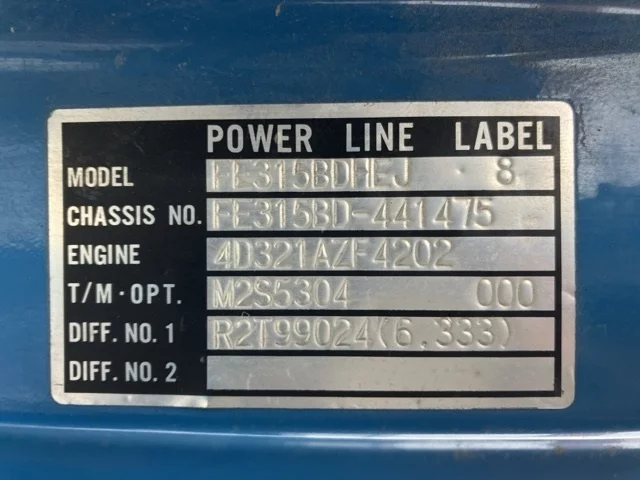 POWER LINE LABEL
MODEL FE315BDHEJ 8
CHASSIS NO. FE315BD-441475
ENGINE 4D321AZF4202
T/M·OPT. M2S5304 000
DIFF. NO. 1 R2T99024(6.333)
DIFF. NO. 2